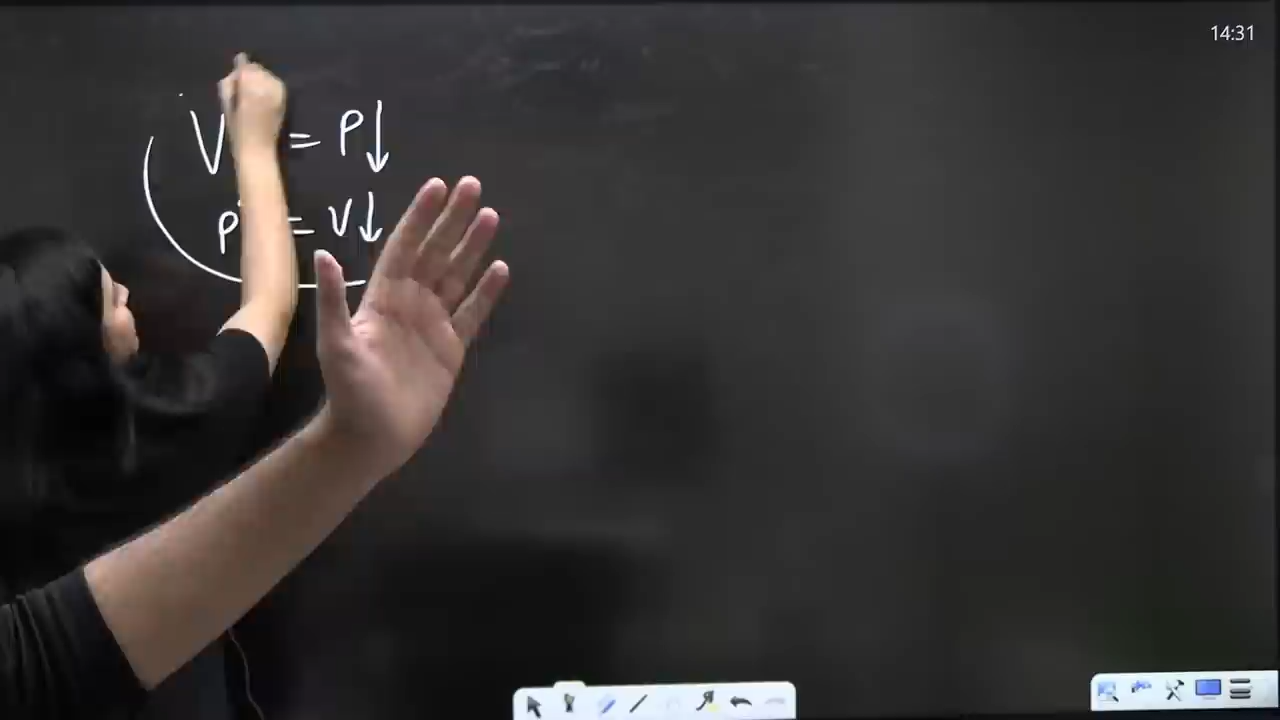 14:31
V = P↓
P = V↓